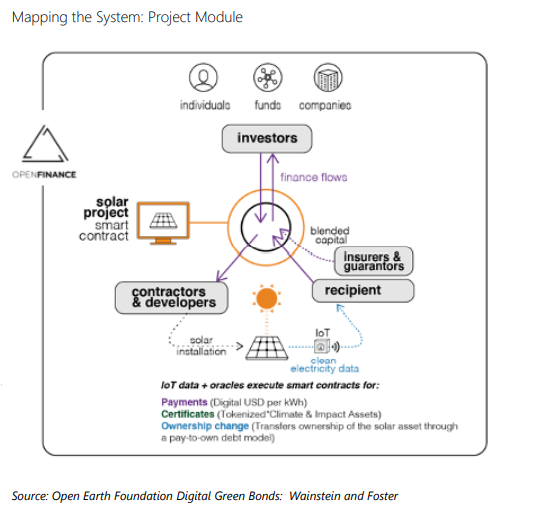 Mapping the System: Project Module
individuals funds companies
investors
OPENFINANCE
finance flows
solar
project
smart
contract
blended
capital
insurers &
guarantors
contractors
& developers
recipient
solar
installation
IoT
clean
electricity data
IoT data + oracles execute smart contracts for:
Payments (Digital USD per kWh)
Certificates (Tokenized"Climate & Impact Assets)
Ownership change (Transfers ownership of the solar asset through
a pay-to-own debt model)
Source: Open Earth Foundation Digital Green Bonds: Wainstein and Foster